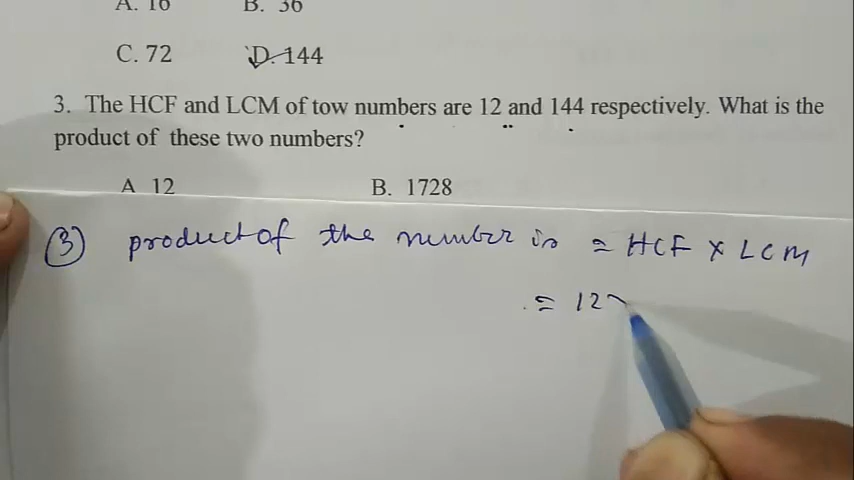 A. 16 B. 36
C. 72 D. 144
3. The HCF and LCM of tow numbers are 12 and 144 respectively. What is the
product of these two numbers?
A 12 B. 1728
3 product of the number is = HCF × LCM
= 12